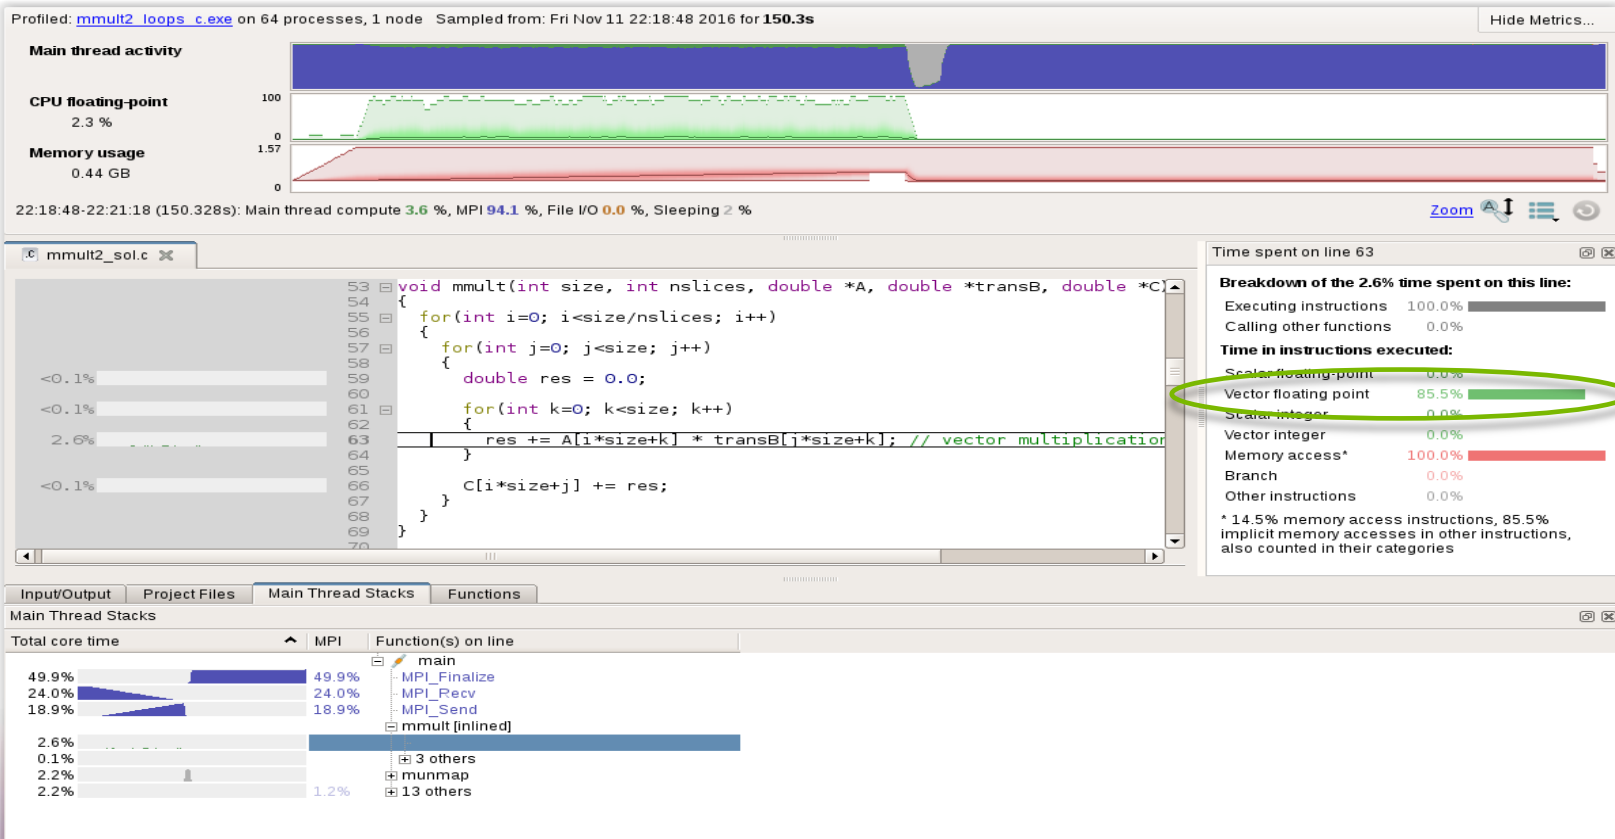 Profiled: mmult2_loops_c.exe on 64 processes, 1 node   Sampled from: Fri Nov 11 22:18:48 2016 for 150.3s
Hide Metrics...
Main thread activity
CPU floating-point
2.3 %
100
0
Memory usage
0.44 GB
1.57
0
22:18:48-22:21:18 (150.328s): Main thread compute 3.6 %, MPI 94.1 %, File I/O 0.0 %, Sleeping 2 %
Zoom
mmult2_sol.c
53 void mmult(int size, int nslices, double *A, double *transB, double *C)
54 {
55 for(int i=0; i<size/nslices; i++)
56 {
57 for(int j=0; j<size; j++)
58 {
<0.1% 59 double res = 0.0;
60
<0.1% 61 for(int k=0; k<size; k++)
62 {
2.6% 63 res += A[i*size+k] * transB[j*size+k]; // vector multiplication
64 }
65
<0.1% 66 C[i*size+j] += res;
67 }
68 }
69 }
70
Time spent on line 63
Breakdown of the 2.6% time spent on this line:
Executing instructions 100.0%
Calling other functions 0.0%
Time in instructions executed:
Scalar floating-point 0.0%
Vector floating point 85.5%
Scalar integer 0.0%
Vector integer 0.0%
Memory access* 100.0%
Branch 0.0%
Other instructions 0.0%
* 14.5% memory access instructions, 85.5%
implicit memory accesses in other instructions,
also counted in their categories
Input/Output Project Files Main Thread Stacks Functions
Main Thread Stacks
Total core time MPI Function(s) on line
main
49.9% 49.9% MPI_Finalize
24.0% 24.0% MPI_Recv
18.9% 18.9% MPI_Send
mmult [inlined]
2.6%
0.1% 3 others
2.2% munmap
2.2% 1.2% 13 others